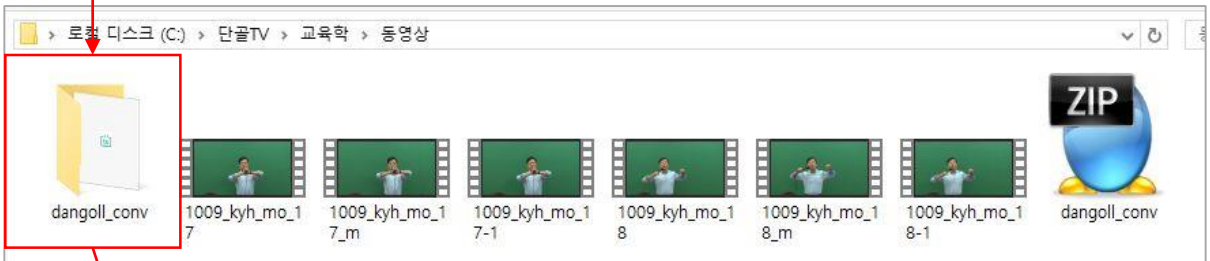 › 로컬 디스크 (C:) › 단골TV › 교육학 › 동영상
ZIP
dangoll_conv
1009_kyh_mo_1
7
1009_kyh_mo_1
7_m
1009_kyh_mo_1
7-1
1009_kyh_mo_1
8
1009_kyh_mo_1
8_m
1009_kyh_mo_1
8-1
dangoll_conv